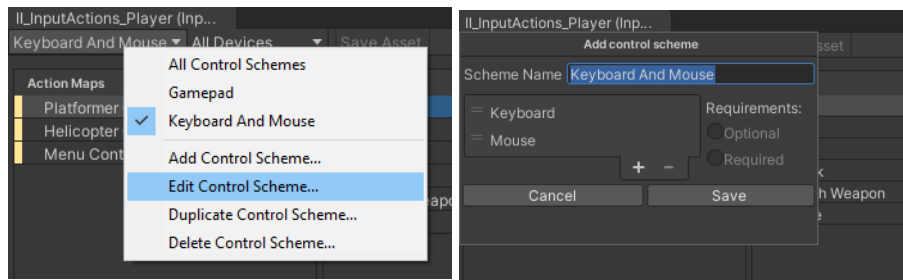 II_InputActions_Player (Inp...
Keyboard And Mouse All Devices Save Asset
All Control Schemes
Action Maps
Gamepad
Platformer
Keyboard And Mouse
Helicopter
Menu Cont
Add Control Scheme...
Edit Control Scheme...
Duplicate Control Scheme...
Delete Control Scheme...
II_InputActions_Player (Inp...
Add control scheme
sset
Scheme Name Keyboard And Mouse
Keyboard
Mouse
Requirements:
Optional
Required
+ −
Cancel Save
h Weapon